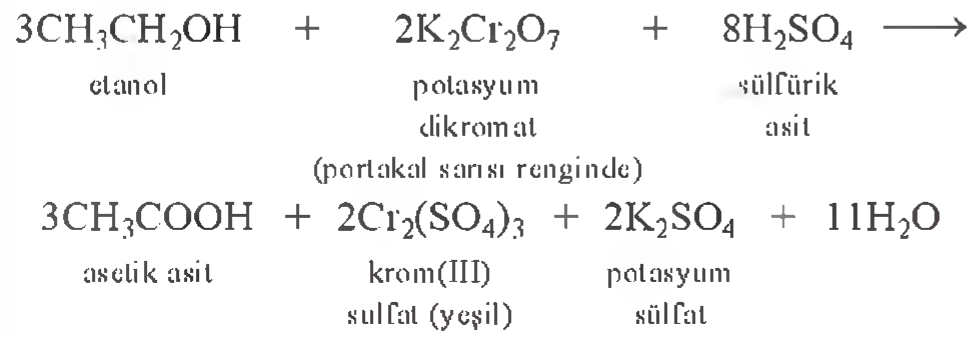 3CH₃CH₂OH + 2K₂Cr₂O₇ + 8H₂SO₄ ⟶
etanol potasyum sülfürik
dikromat asit
(portakal sarısı renginde)
3CH₃COOH + 2Cr₂(SO₄)₃ + 2K₂SO₄ + 11H₂O
asetik asit krom(III) potasyum
sulfat (yeşil) sülfat